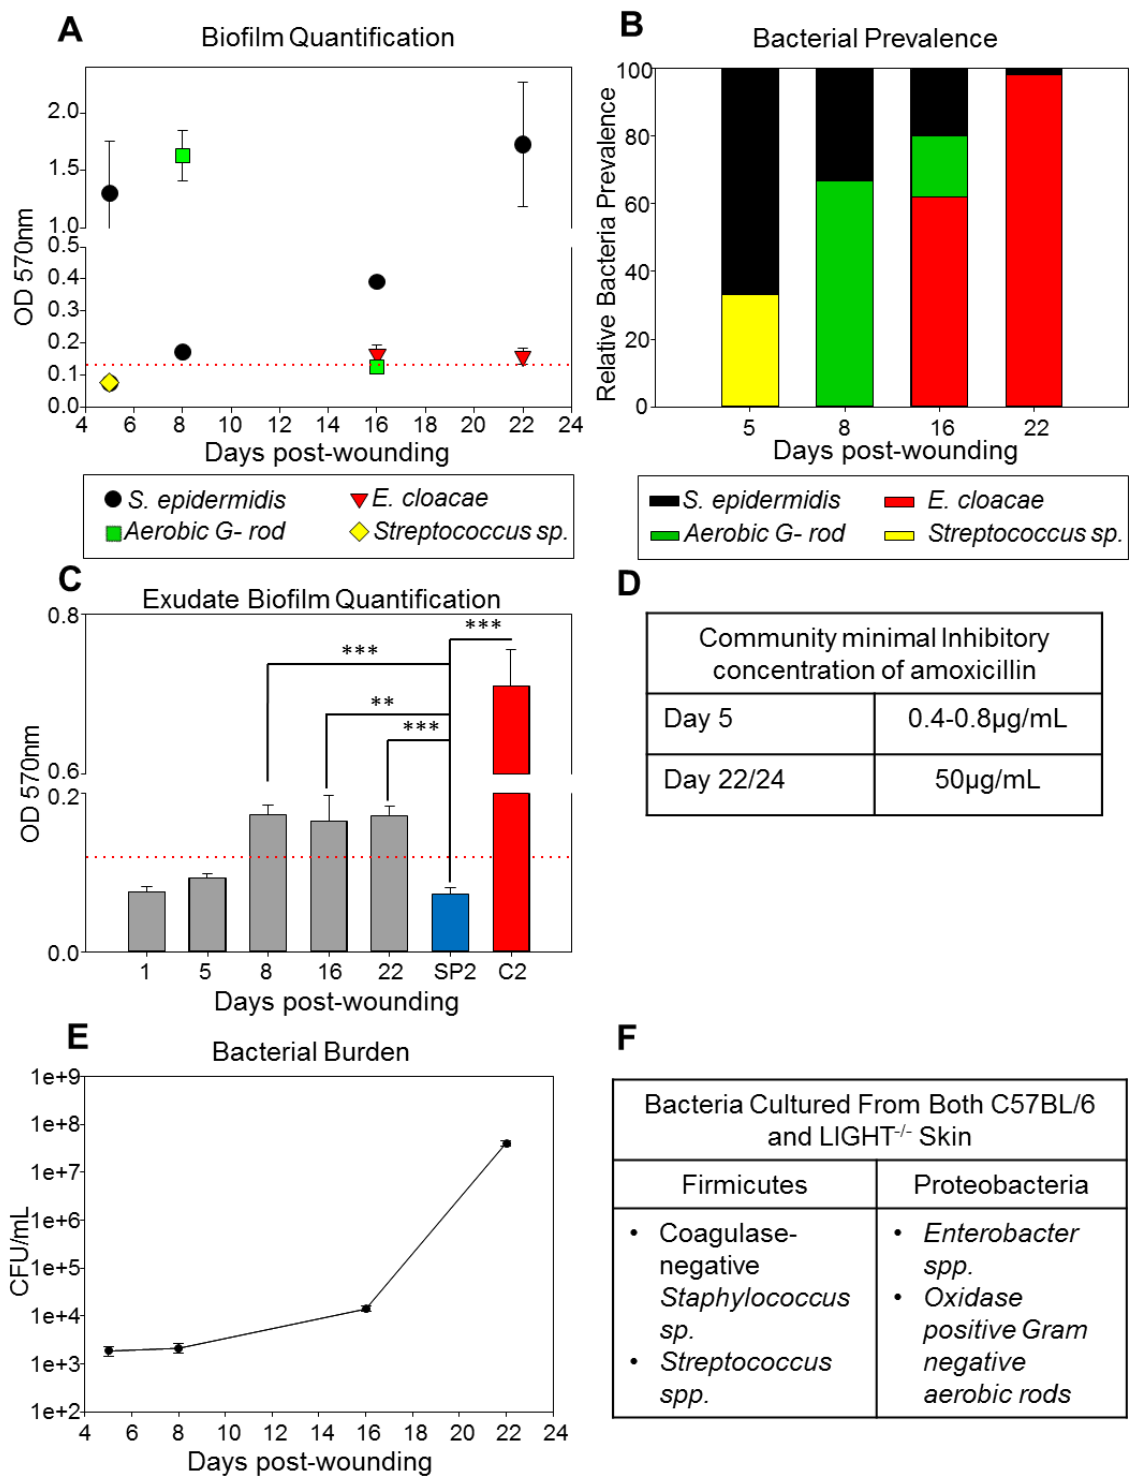 A
Biofilm Quantification
2.0
1.5
1.0
0.5
0.4
0.3
0.2
0.1
0.0
OD 570nm
4 6 8 10 12 14 16 18 20 22 24
Days post-wounding
S. epidermidis
E. cloacae
Aerobic G- rod
Streptococcus sp.
B
Bacterial Prevalence
100
80
60
40
20
0
Relative Bacteria Prevalence
5 8 16 22
Days post-wounding
S. epidermidis
E. cloacae
Aerobic G- rod
Streptococcus sp.
C
Exudate Biofilm Quantification
0.8
0.6
0.2
0.0
OD 570nm
***
***
**
***
1 5 8 16 22 SP2 C2
Days post-wounding
D
Community minimal Inhibitory
concentration of amoxicillin
Day 5
0.4-0.8µg/mL
Day 22/24
50µg/mL
E
Bacterial Burden
1e+9
1e+8
1e+7
1e+6
1e+5
1e+4
1e+3
1e+2
CFU/mL
4 6 8 10 12 14 16 18 20 22 24
Days post-wounding
F
Bacteria Cultured From Both C57BL/6
and LIGHT-/- Skin
Firmicutes
Proteobacteria
• Coagulase-
negative
Staphylococcus
sp.
• Streptococcus
spp.
• Enterobacter
spp.
• Oxidase
positive Gram
negative
aerobic rods